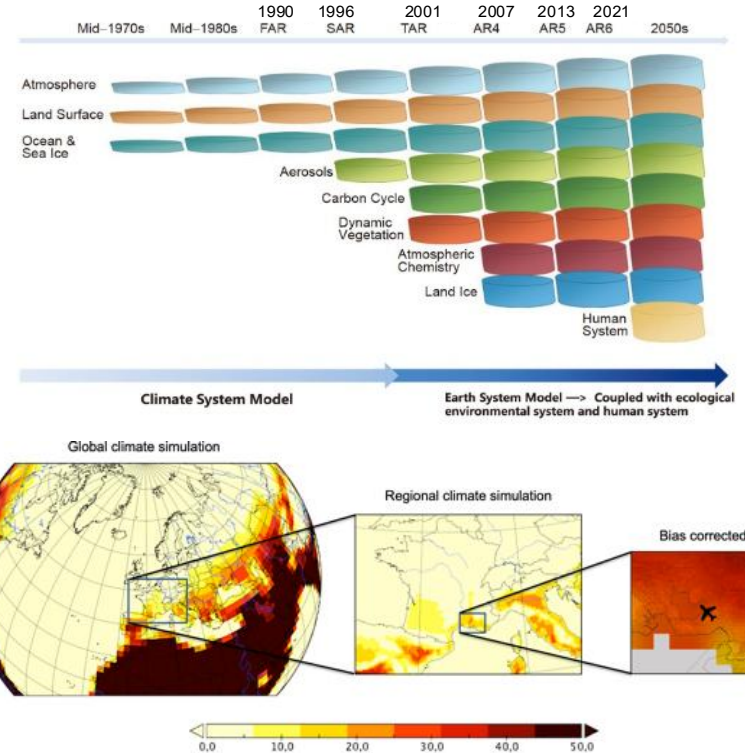 1990 1996 2001 2007 2013 2021
Mid–1970s Mid–1980s FAR SAR TAR AR4 AR5 AR6 2050s
Atmosphere
Land Surface
Ocean &
Sea Ice
Aerosols
Carbon Cycle
Dynamic
Vegetation
Atmospheric
Chemistry
Land Ice
Human
System
Climate System Model
Earth System Model —> Coupled with ecological
environmental system and human system
Global climate simulation
Regional climate simulation
Bias corrected
0,0 10,0 20,0 30,0 40,0 50,0